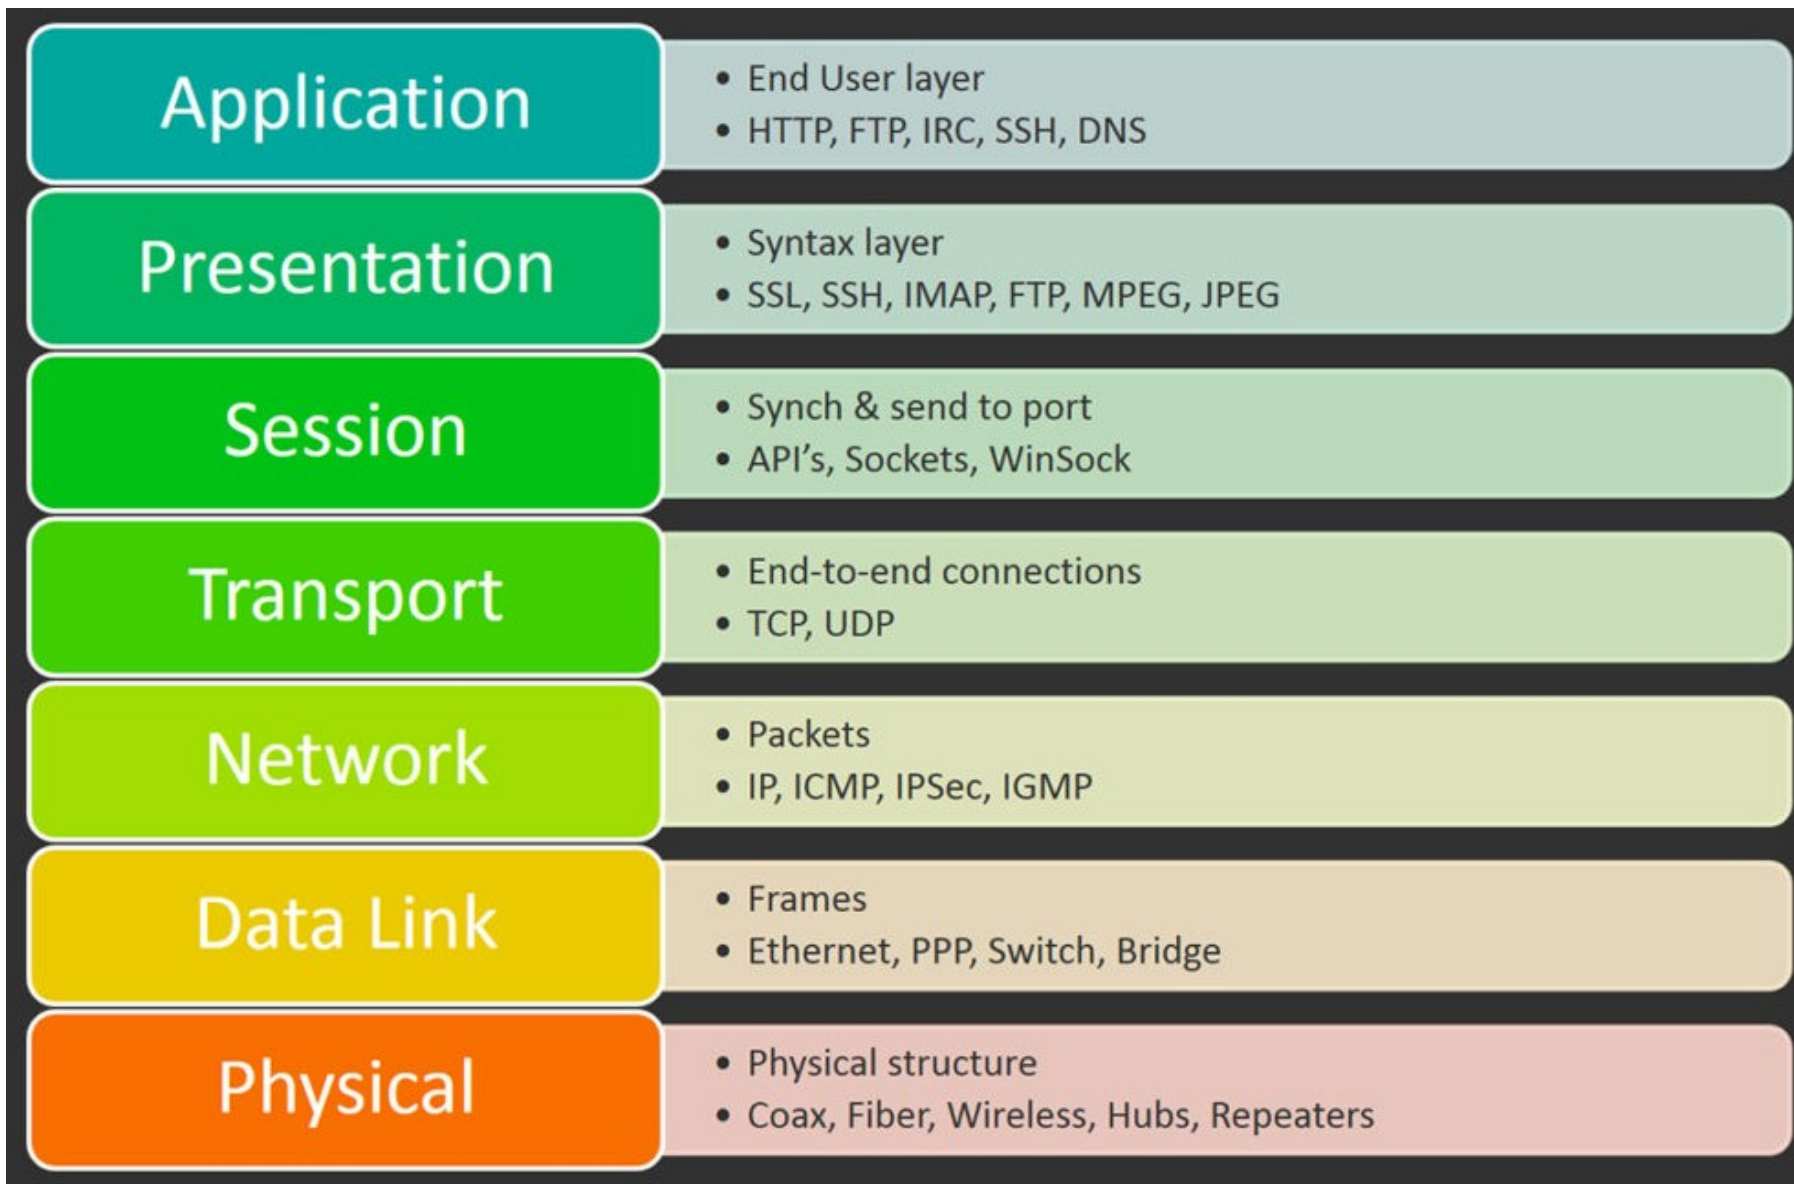 Application
• End User layer
• HTTP, FTP, IRC, SSH, DNS
Presentation
• Syntax layer
• SSL, SSH, IMAP, FTP, MPEG, JPEG
Session
• Synch & send to port
• API’s, Sockets, WinSock
Transport
• End-to-end connections
• TCP, UDP
Network
• Packets
• IP, ICMP, IPSec, IGMP
Data Link
• Frames
• Ethernet, PPP, Switch, Bridge
Physical
• Physical structure
• Coax, Fiber, Wireless, Hubs, Repeaters